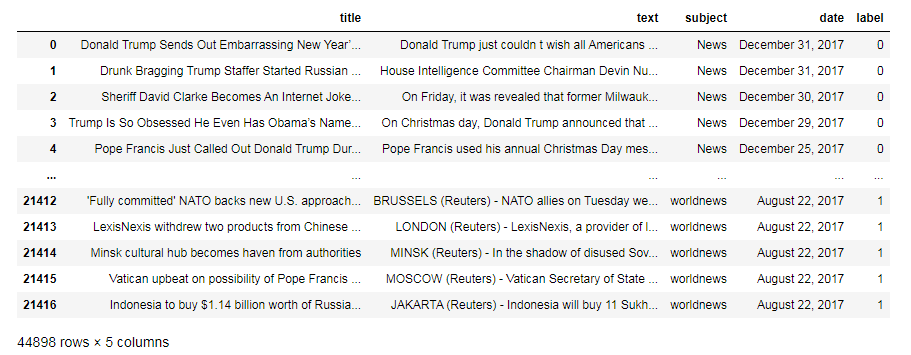 title text subject date label
0 Donald Trump Sends Out Embarrassing New Year’... Donald Trump just couldn t wish all Americans ... News December 31, 2017 0
1 Drunk Bragging Trump Staffer Started Russian ... House Intelligence Committee Chairman Devin Nu... News December 31, 2017 0
2 Sheriff David Clarke Becomes An Internet Joke... On Friday, it was revealed that former Milwauk... News December 30, 2017 0
3 Trump Is So Obsessed He Even Has Obama’s Name... On Christmas day, Donald Trump announced that ... News December 29, 2017 0
4 Pope Francis Just Called Out Donald Trump Dur... Pope Francis used his annual Christmas Day mes... News December 25, 2017 0
... ... ... ... ... ...
21412 'Fully committed' NATO backs new U.S. approach... BRUSSELS (Reuters) - NATO allies on Tuesday we... worldnews August 22, 2017 1
21413 LexisNexis withdrew two products from Chinese ... LONDON (Reuters) - LexisNexis, a provider of l... worldnews August 22, 2017 1
21414 Minsk cultural hub becomes haven from authorities MINSK (Reuters) - In the shadow of disused Sov... worldnews August 22, 2017 1
21415 Vatican upbeat on possibility of Pope Francis ... MOSCOW (Reuters) - Vatican Secretary of State ... worldnews August 22, 2017 1
21416 Indonesia to buy $1.14 billion worth of Russia... JAKARTA (Reuters) - Indonesia will buy 11 Sukh... worldnews August 22, 2017 1
44898 rows × 5 columns